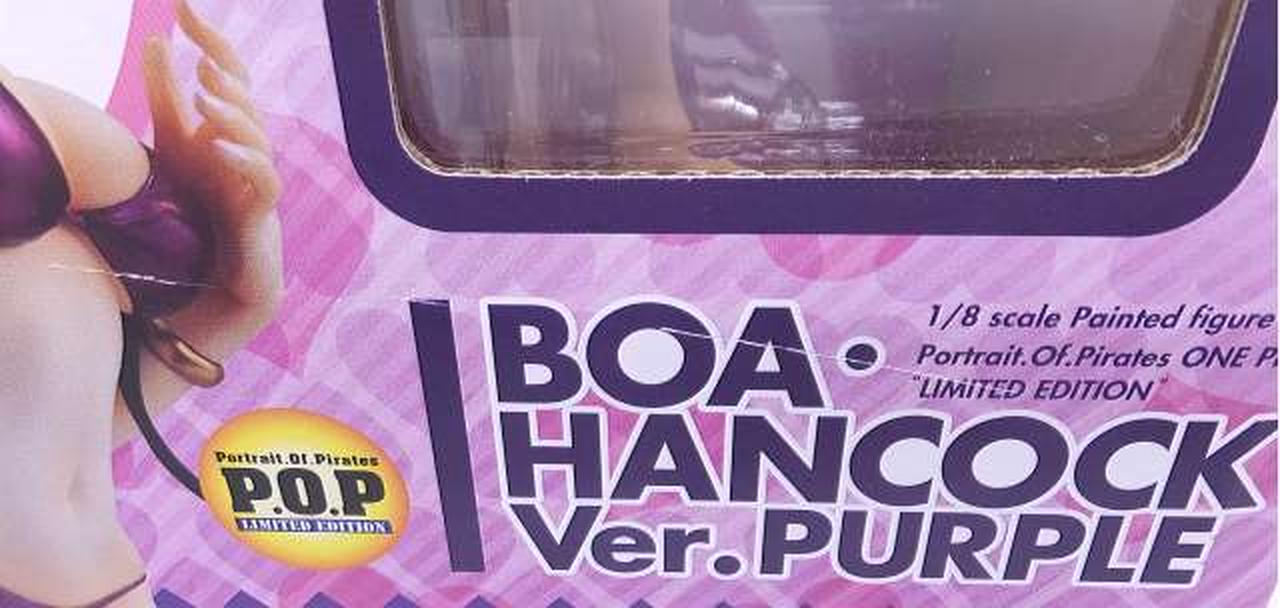 BOA・
HANCOCK
Ver.PURPLE
1/8 scale Painted figure
Portrait.Of.Pirates ONE
"LIMITED EDITION"
Portrait.Of.Pirates
P.O.P
LIMITED EDITION